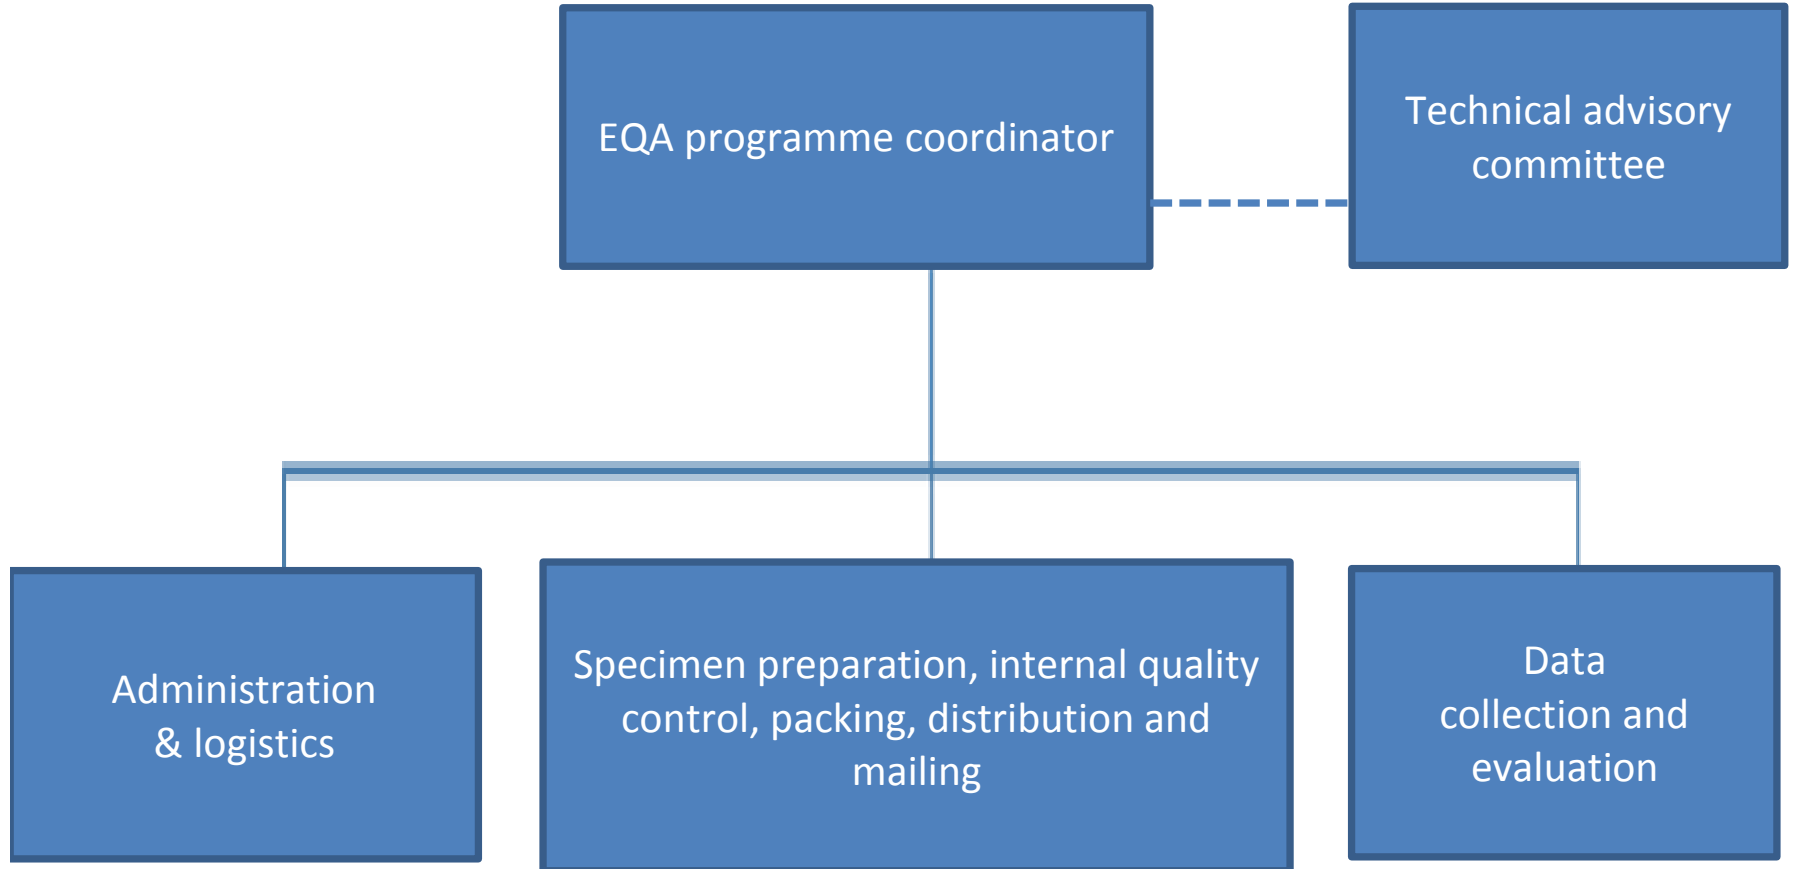 EQA programme coordinator
Technical advisory
committee
Administration
& logistics
Specimen preparation, internal quality
control, packing, distribution and
mailing
Data
collection and
evaluation